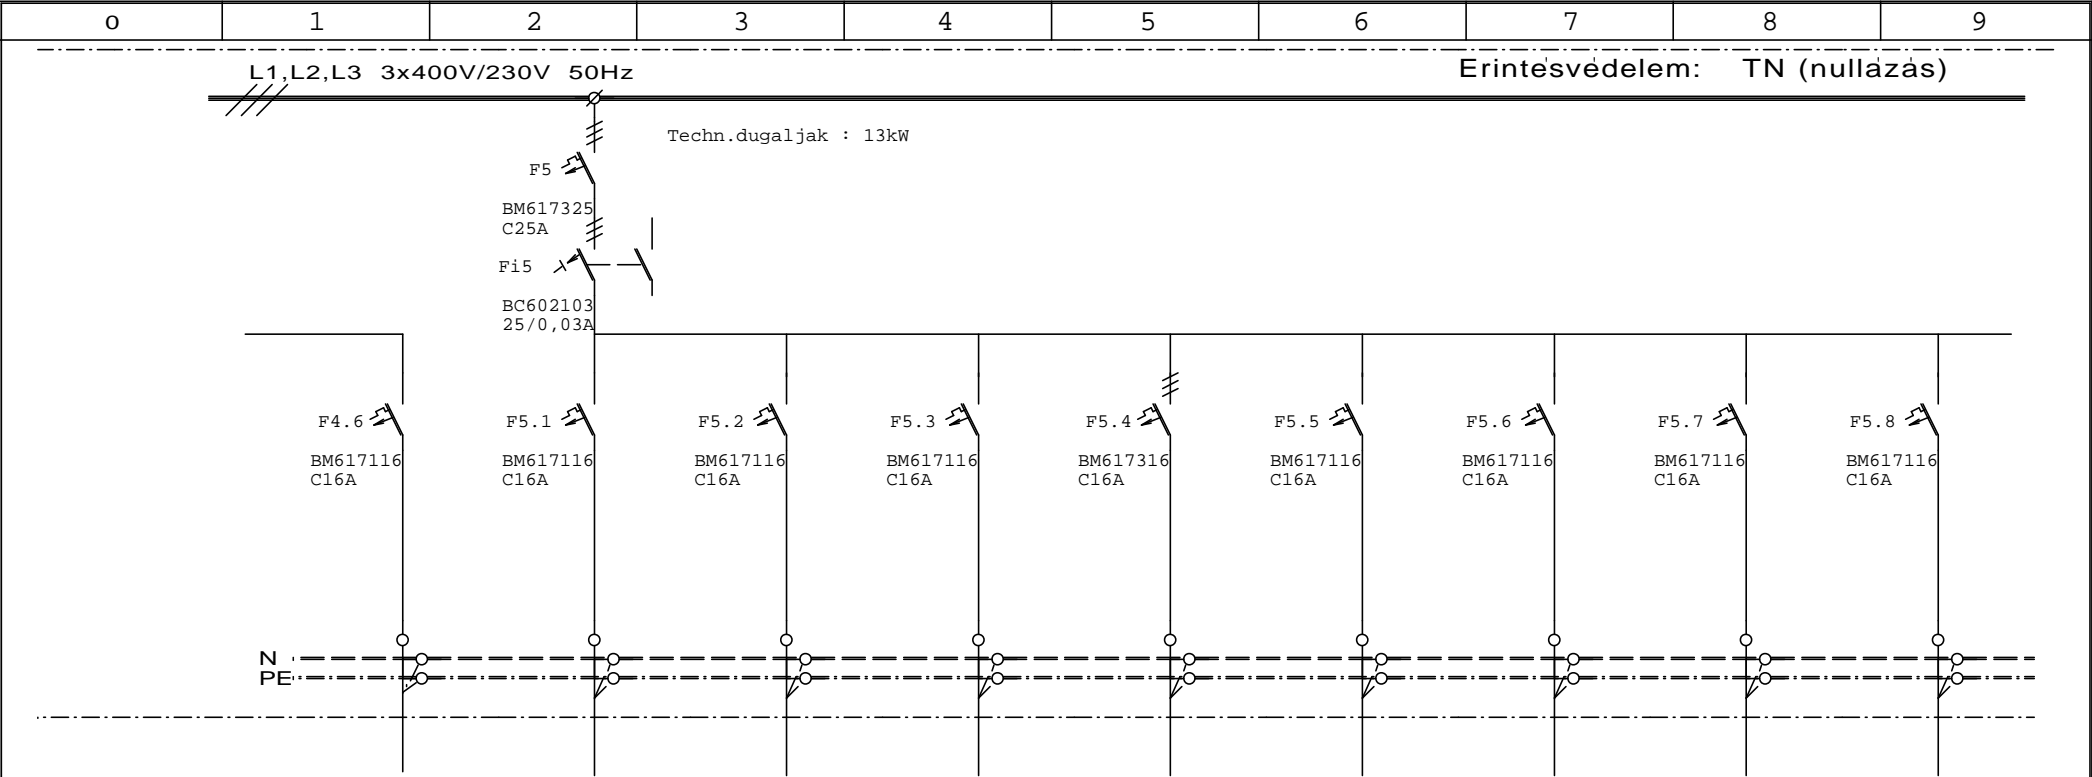 o 1 2 3 4 5 6 7 8 9
L1,L2,L3 3x400V/230V 50Hz
Erintésvédelem: TN (nullázás)
Techn.dugaljak : 13kW
F5
BM617325
C25A
Fi5
BC602103
25/0,03A
F4.6 F5.1 F5.2 F5.3 F5.4 F5.5 F5.6 F5.7 F5.8
BM617116 BM617116 BM617116 BM617116 BM617316 BM617116 BM617116 BM617116 BM617116
C16A C16A C16A C16A C16A C16A C16A C16A C16A
N
PE